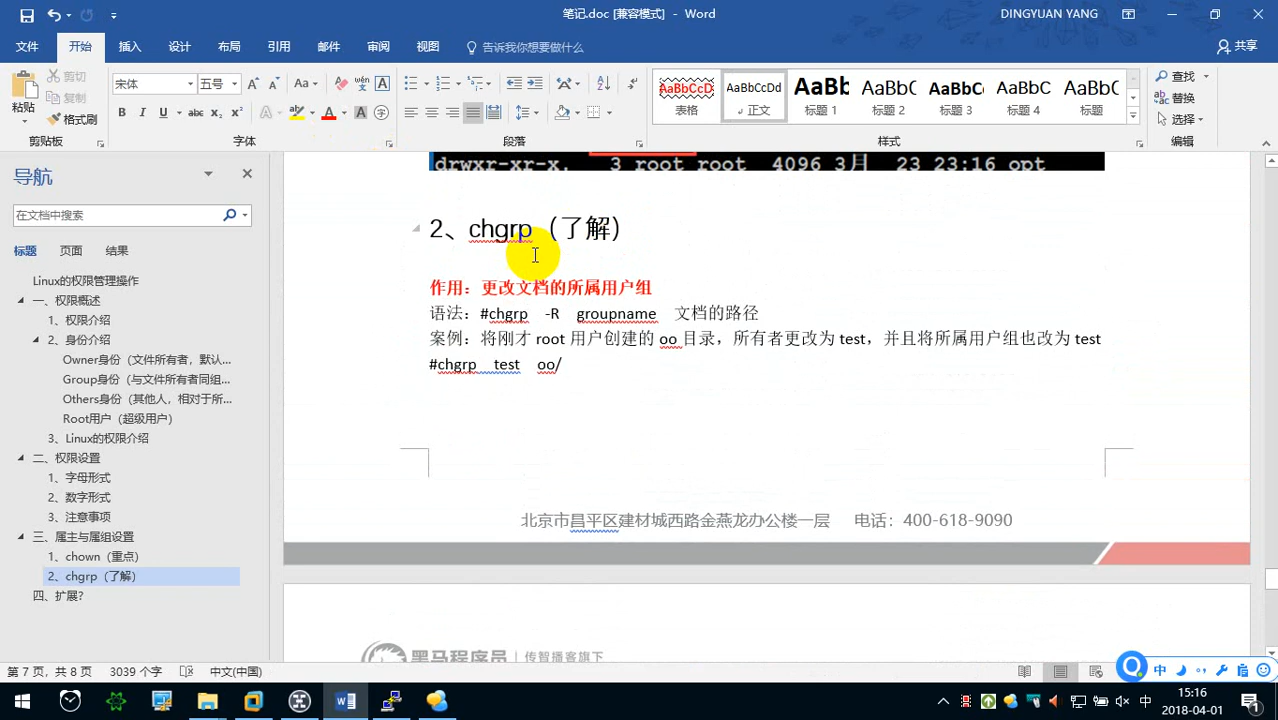 笔记.doc [兼容模式] - Word
DINGYUAN YANG
文件 开始 插入 设计 布局 引用 邮件 审阅 视图 告诉我你想要做什么 共享
粘贴
剪切
复制
格式刷
剪贴板
宋体 五号
字体
段落
AaBbCcD 表格
AaBbCcDd 正文
AaBb 标题 1
AaBbC 标题 2
AaBbC 标题 3
AaBbC 标题 4
AaBbC 标题
样式
查找
替换
选择
编辑
导航
在文档中搜索
标题 页面 结果
Linux的权限管理操作
一、权限概述
1、权限介绍
2、身份介绍
Owner身份（文件所有者，默认...
Group身份（与文件所有者同组...
Others身份（其他人，相对于所...
Root用户（超级用户）
3、Linux的权限介绍
二、权限设置
1、字母形式
2、数字形式
3、注意事项
三、属主与属组设置
1、chown（重点）
2、chgrp（了解）
四、扩展?
drwxr-xr-x. 3 root root 4096 3月 23 23:16 opt
2、chgrp（了解）
作用：更改文档的所属用户组
语法：#chgrp -R groupname 文档的路径
案例：将刚才 root 用户创建的 oo 目录，所有者更改为 test，并且将所属用户组也改为 test
#chgrp test oo/
北京市昌平区建材城西路金燕龙办公楼一层 电话：400-618-9090
黑马程序员 传智播客旗下
第 7 页，共 8 页 3039 个字 中文(中国)
中
中 15:16
2018-04-01